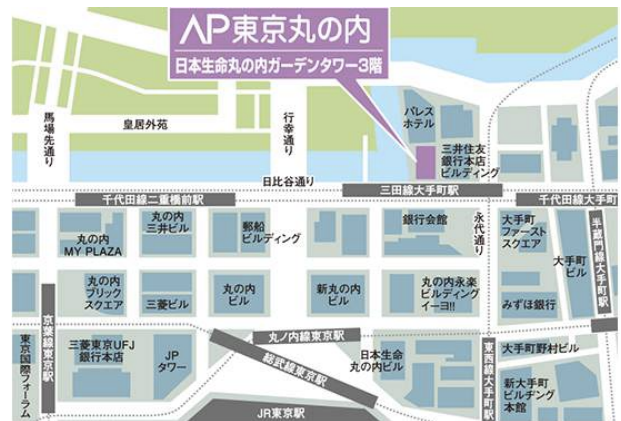 AP東京丸の内
日本生命丸の内ガーデンタワー3階
馬場先通り
皇居外苑
行幸通り
パレス
ホテル
三井住友
銀行本店
ビルディング
日比谷通り
千代田線二重橋前駅
三田線大手町駅
千代田線大手町
丸の内
MY PLAZA
丸の内
三井ビル
郵船
ビルディング
銀行会館
永代通り
大手町
ファースト
スクエア
大手町
ビル
半蔵門線大手町駅
丸の内
ブリック
スクエア
三菱ビル
丸の内
ビル
新丸の内
ビル
丸の内永楽
ビルディング
イーヨ!!
みずほ銀行
京葉線東京駅
東京国際フォーラム
三菱東京UFJ
銀行本店
JP
タワー
丸ノ内線東京駅
総武線東京駅
日本生命
丸の内ビル
東西線大手町駅
大手町野村ビル
新大手町
ビルヂング
本館
JR東京駅